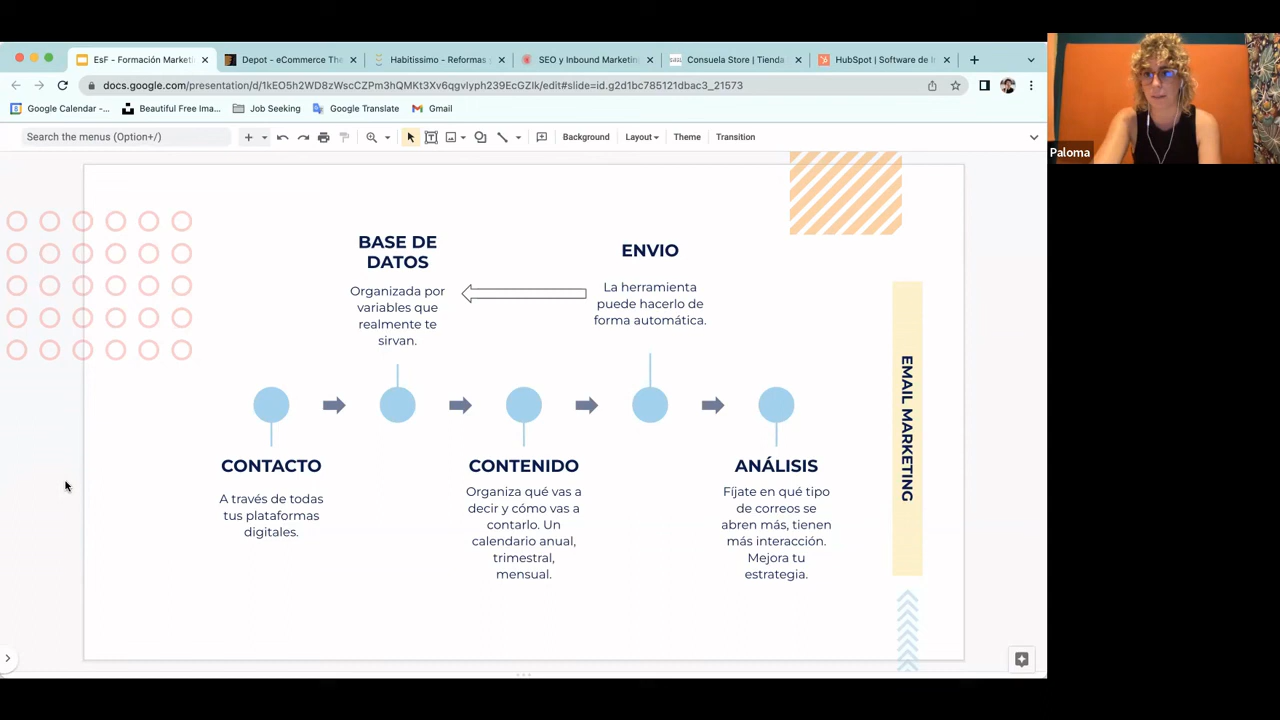 EsF - Formación Marketi
Depot - eCommerce The
Habitissimo - Reformas
SEO y Inbound Marketing
Consuela Store | Tienda
HubSpot | Software de I
docs.google.com/presentation/d/1kEO5h2WD8zWscCZPm3hQMKt3Xv6qgvlyph239EcGZlk/edit#slide=id.g2d1bc785121dbac3_21573
Google Calendar -...
Beautiful Free Ima...
Job Seeking
Google Translate
Gmail
Search the menus (Option+/)
Background
Layout
Theme
Transition
Paloma
BASE DE
DATOS
Organizada por
variables que
realmente te
sirvan.
ENVIO
La herramienta
puede hacerlo de
forma automática.
CONTACTO
A través de todas
tus plataformas
digitales.
CONTENIDO
Organiza qué vas a
decir y cómo vas a
contarlo. Un
calendario anual,
trimestral,
mensual.
ANÁLISIS
Fíjate en qué tipo
de correos se
abren más, tienen
más interacción.
Mejora tu
estrategia.
EMAIL MARKETING